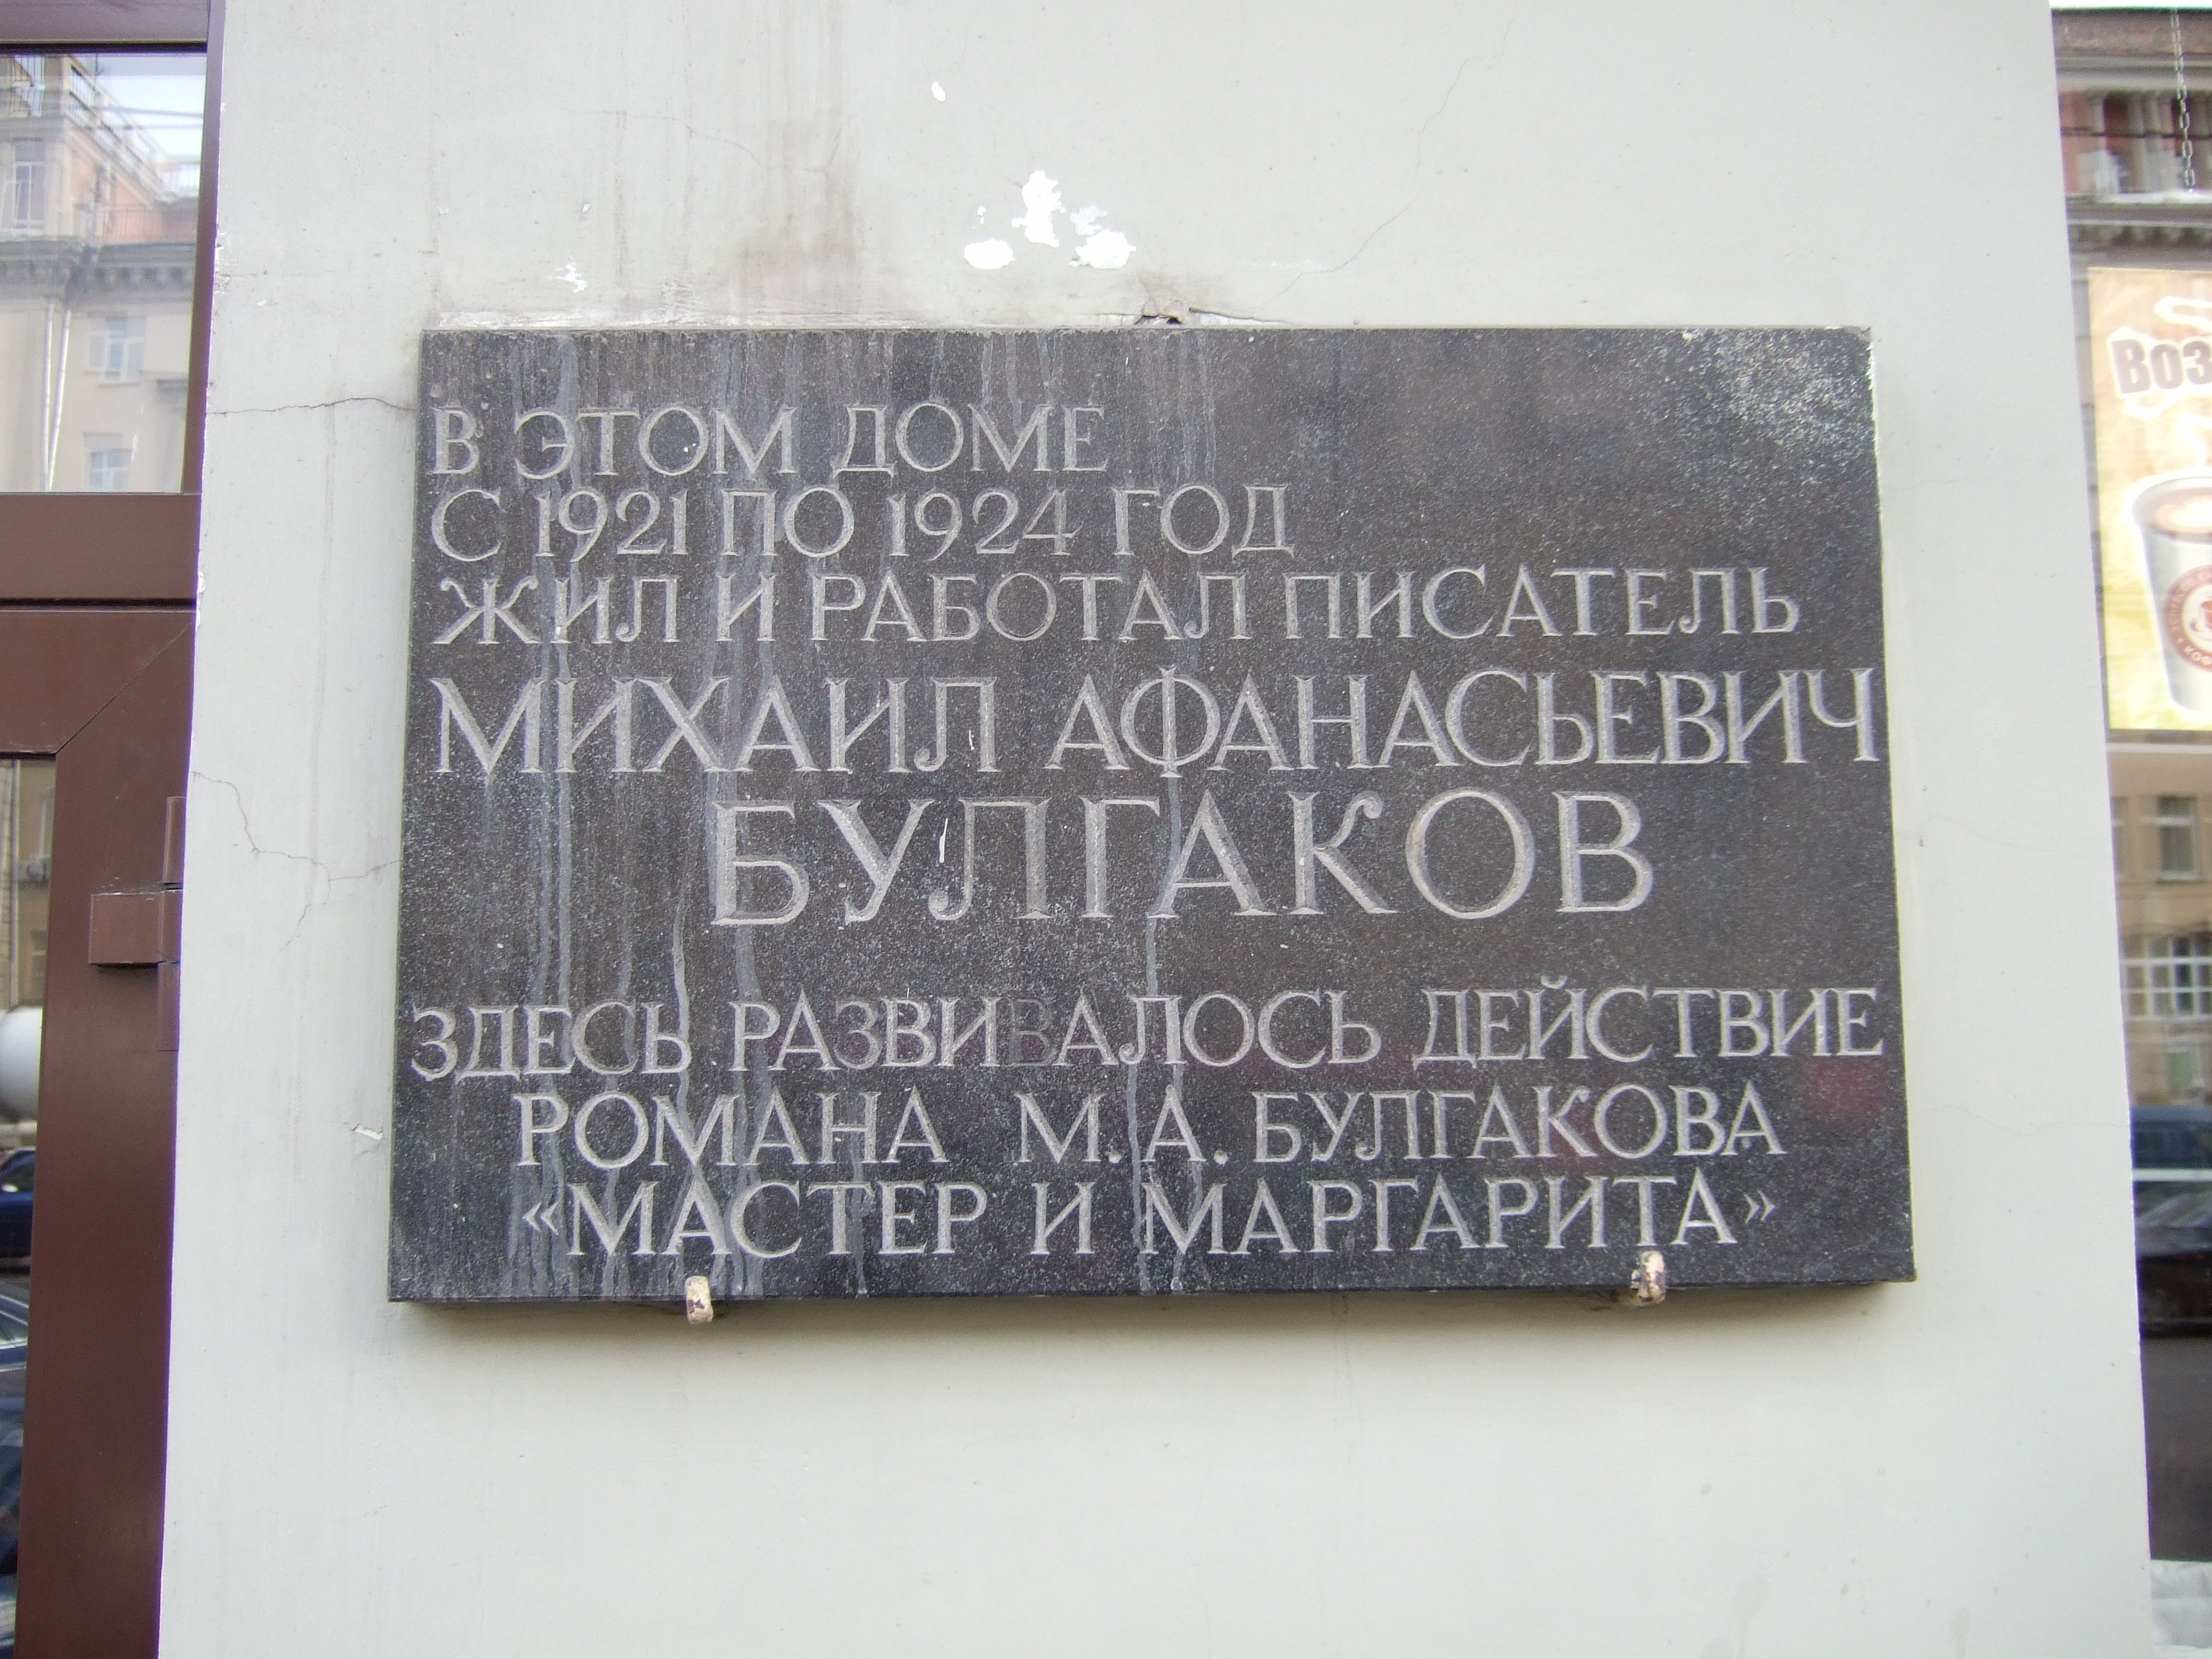 В ЭТОМ ДОМЕ
С 1921 ПО 1924 ГОД
ЖИЛ И РАБОТАЛ ПИСАТЕЛЬ
МИХАИЛ АФАНАСЬЕВИЧ
БУЛГАКОВ
ЗДЕСЬ РАЗВИВАЛОСЬ ДЕЙСТВИЕ
РОМАНА М.А. БУЛГАКОВА
«МАСТЕР И МАРГАРИТА»